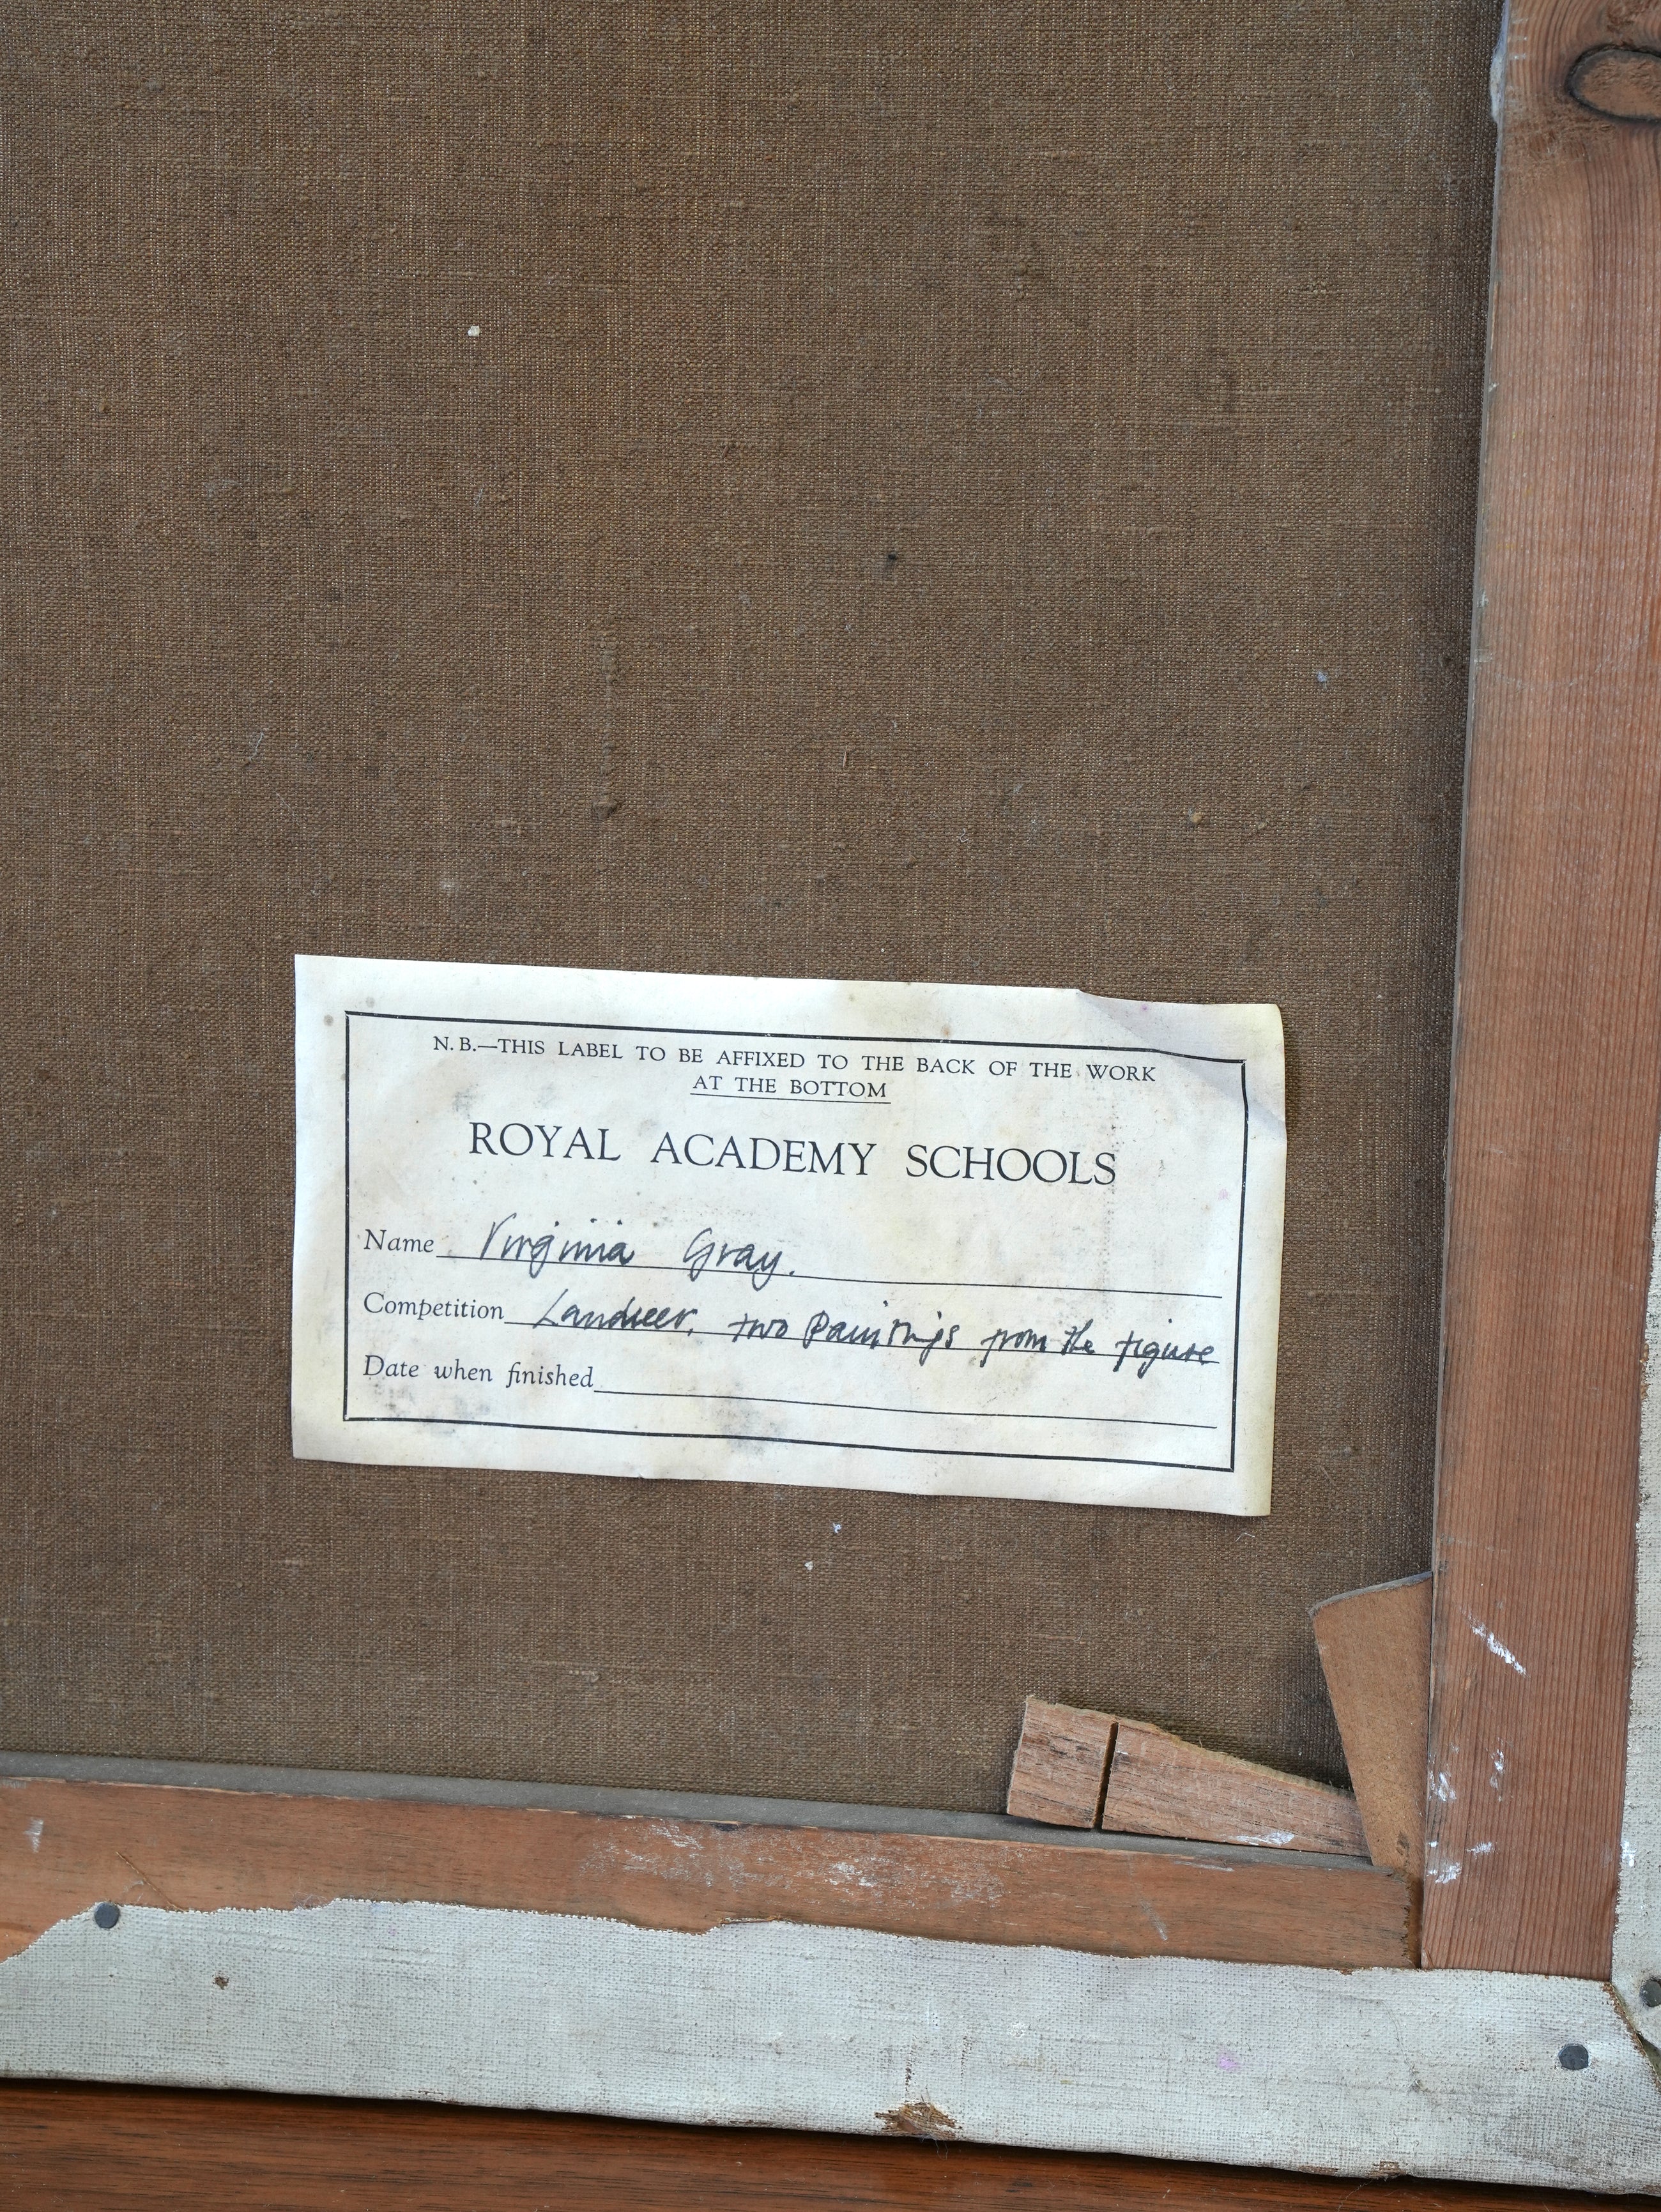 N.B.—THIS LABEL TO BE AFFIXED TO THE BACK OF THE WORK
AT THE BOTTOM
ROYAL ACADEMY SCHOOLS
Name Virginia Gray.
Competition Landseer, two Paintings from the figure
Date when finished